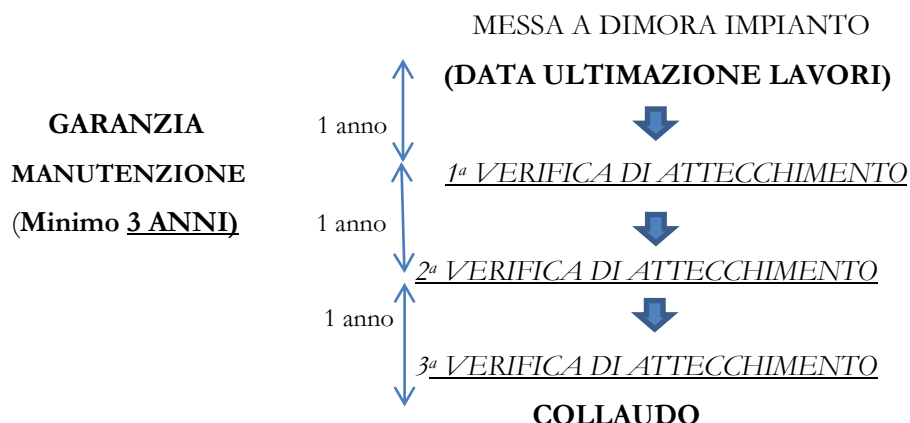 MESSA A DIMORA IMPIANTO
(DATA ULTIMAZIONE LAVORI)
GARANZIA
MANUTENZIONE
(Minimo 3 ANNI)
1 anno
1ª VERIFICA DI ATTECCHIMENTO
1 anno
2ª VERIFICA DI ATTECCHIMENTO
1 anno
3ª VERIFICA DI ATTECCHIMENTO
COLLAUDO